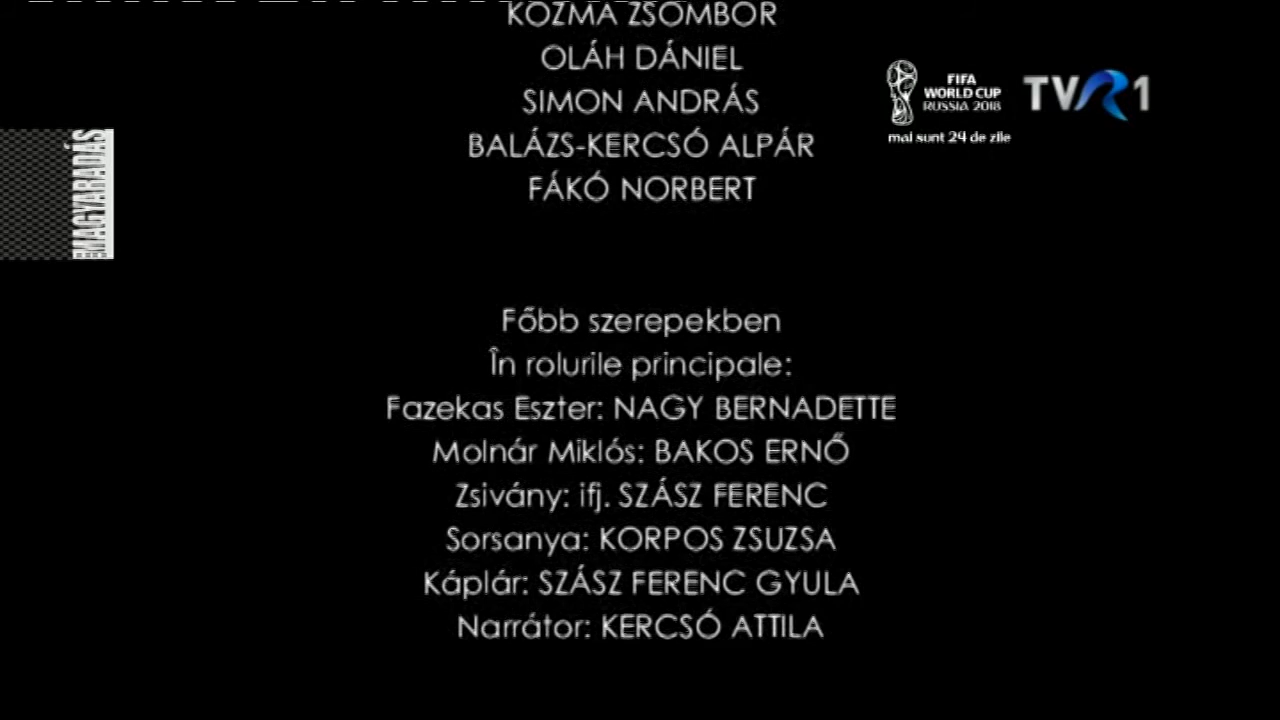 KOZMA ZSOMBOR
OLÁH DÁNIEL
SIMON ANDRÁS
BALÁZS-KERCSÓ ALPÁR
FÁKÓ NORBERT
FIFA
WORLD CUP
RUSSIA 2018
mai sunt 24 de zile
TVR1
MAGYARADÁS
Főbb szerepekben
În rolurile principale:
Fazekas Eszter: NAGY BERNADETTE
Molnár Miklós: BAKOS ERNŐ
Zsivány: ifj. SZÁSZ FERENC
Sorsanya: KORPOS ZSUZSA
Káplár: SZÁSZ FERENC GYULA
Narrátor: KERCSÓ ATTILA